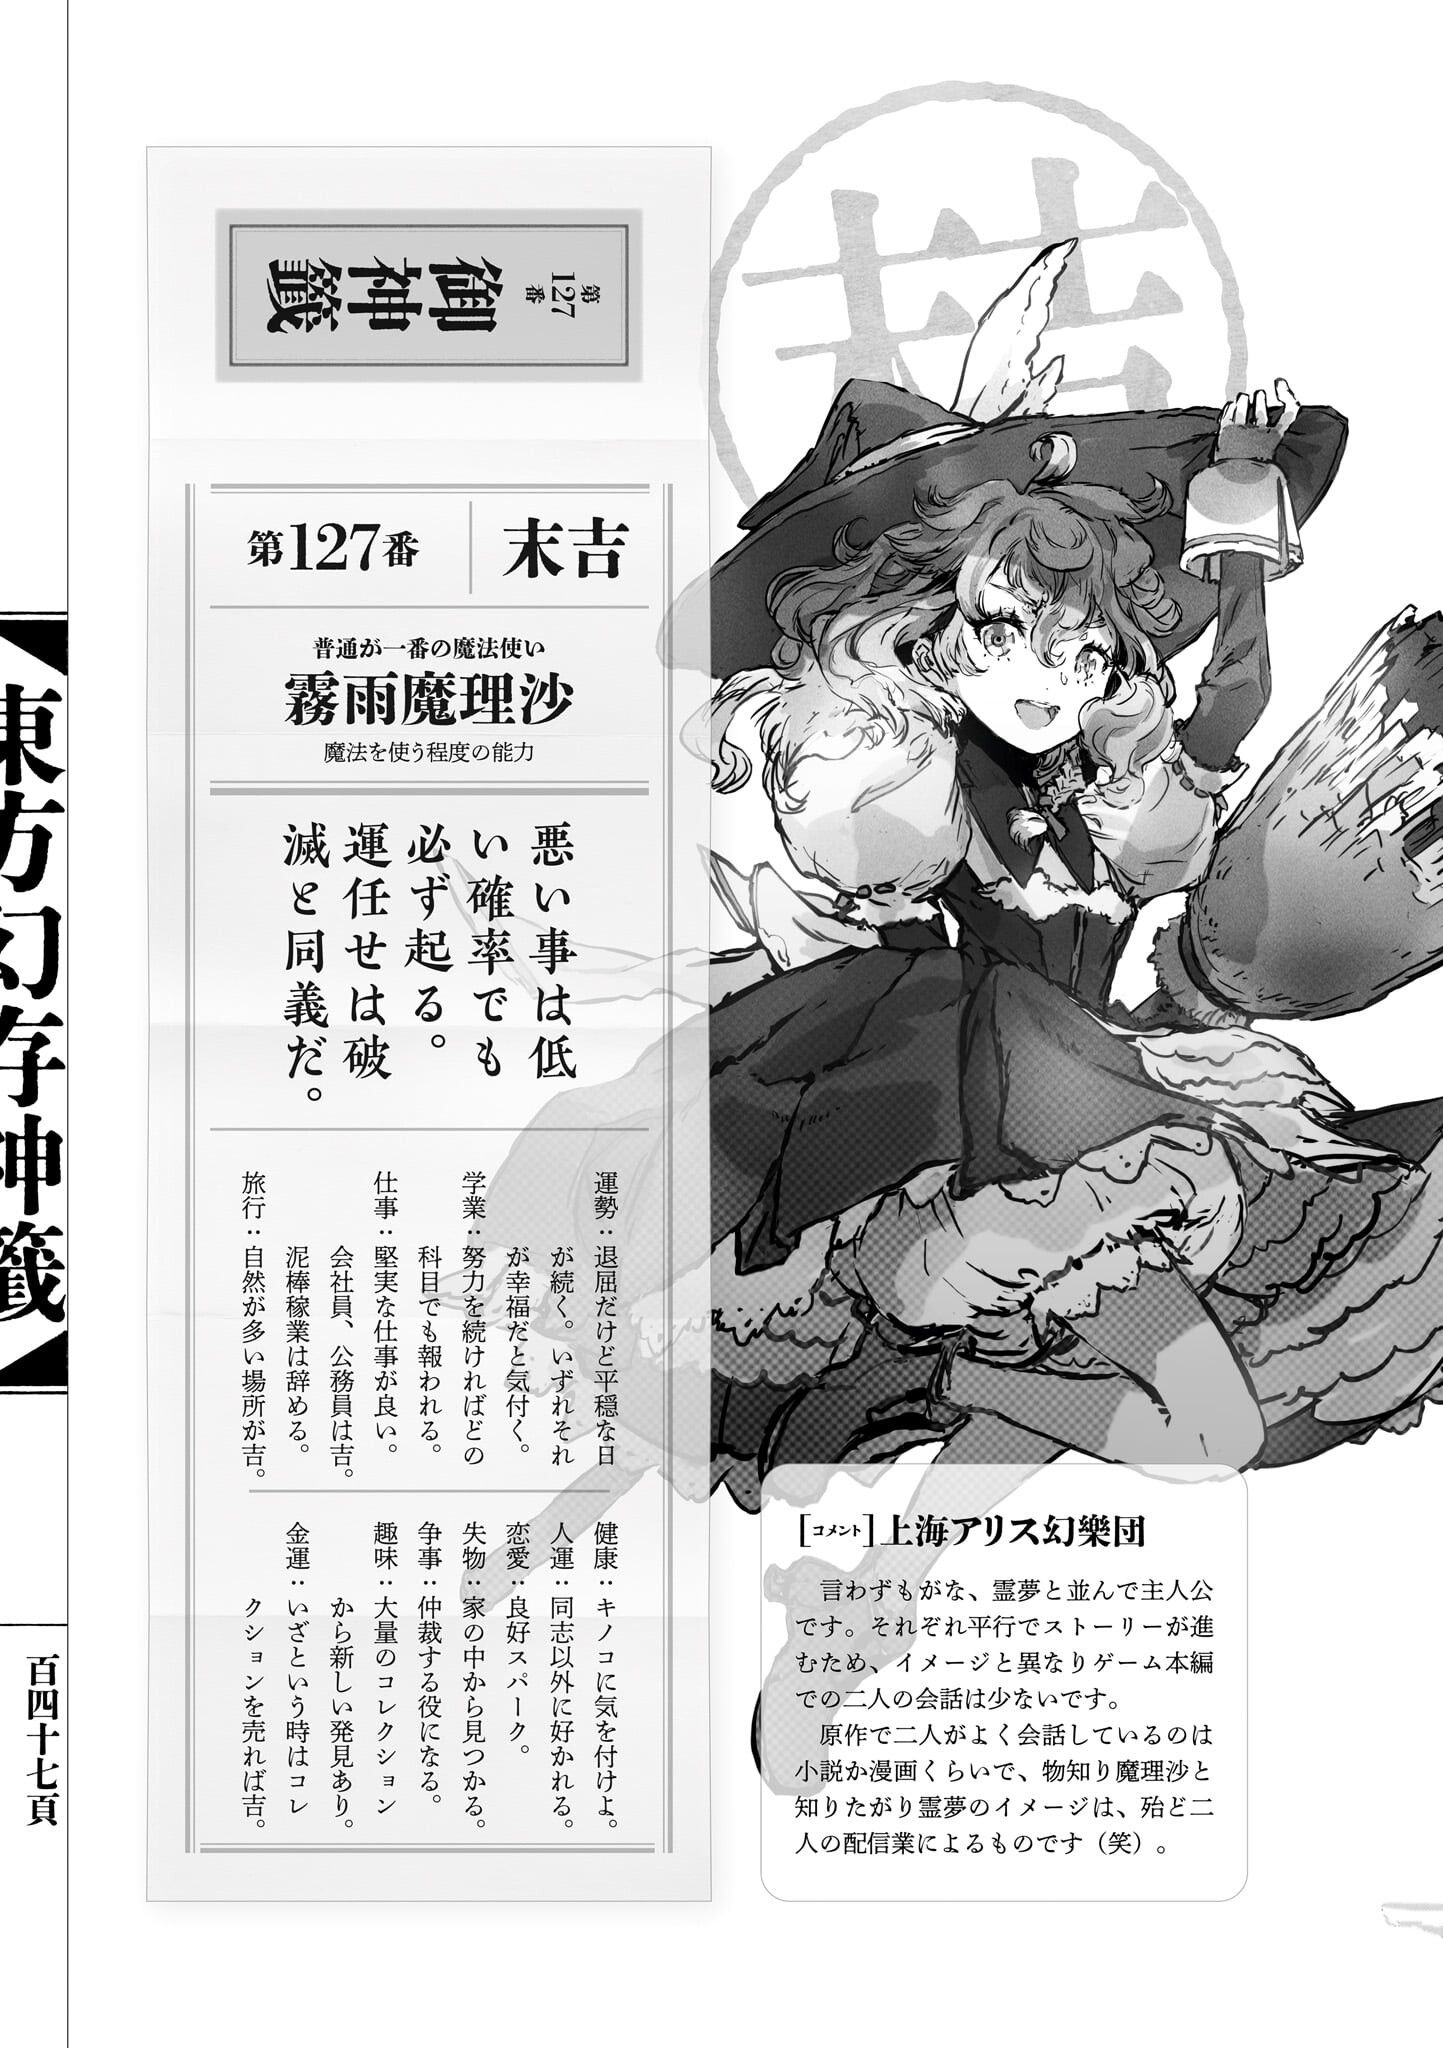 末吉
御神籤
第127番
第127番
末吉
普通が一番の魔法使い
霧雨魔理沙
魔法を使う程度の能力
悪い事は低
い確率でも
必ず起る。
運任せは破
滅と同義だ。
運勢：退屈だけど平穏な日
が続く。いずれそれ
が幸福だと気付く。
学業：努力を続ければどの
科目でも報われる。
仕事：堅実な仕事が良い。
会社員、公務員は吉。
泥棒稼業は辞める。
旅行：自然が多い場所が吉。
健康：キノコに気を付けよ。
人運：同志以外に好かれる。
恋愛：良好スパーク。
失物：家の中から見つかる。
争事：仲裁する役になる。
趣味：大量のコレクション
から新しい発見あり。
金運：いざという時はコレ
クションを売れば吉。
［コメント］上海アリス幻樂団
言わずもがな、霊夢と並んで主人公
です。それぞれ平行でストーリーが進
むため、イメージと異なりゲーム本編
での二人の会話は少ないです。
原作で二人がよく会話しているのは
小説か漫画くらいで、物知り魔理沙と
知りたがり霊夢のイメージは、殆ど二
人の配信業によるものです（笑）。
【東方幻存神籤】
百四十七頁